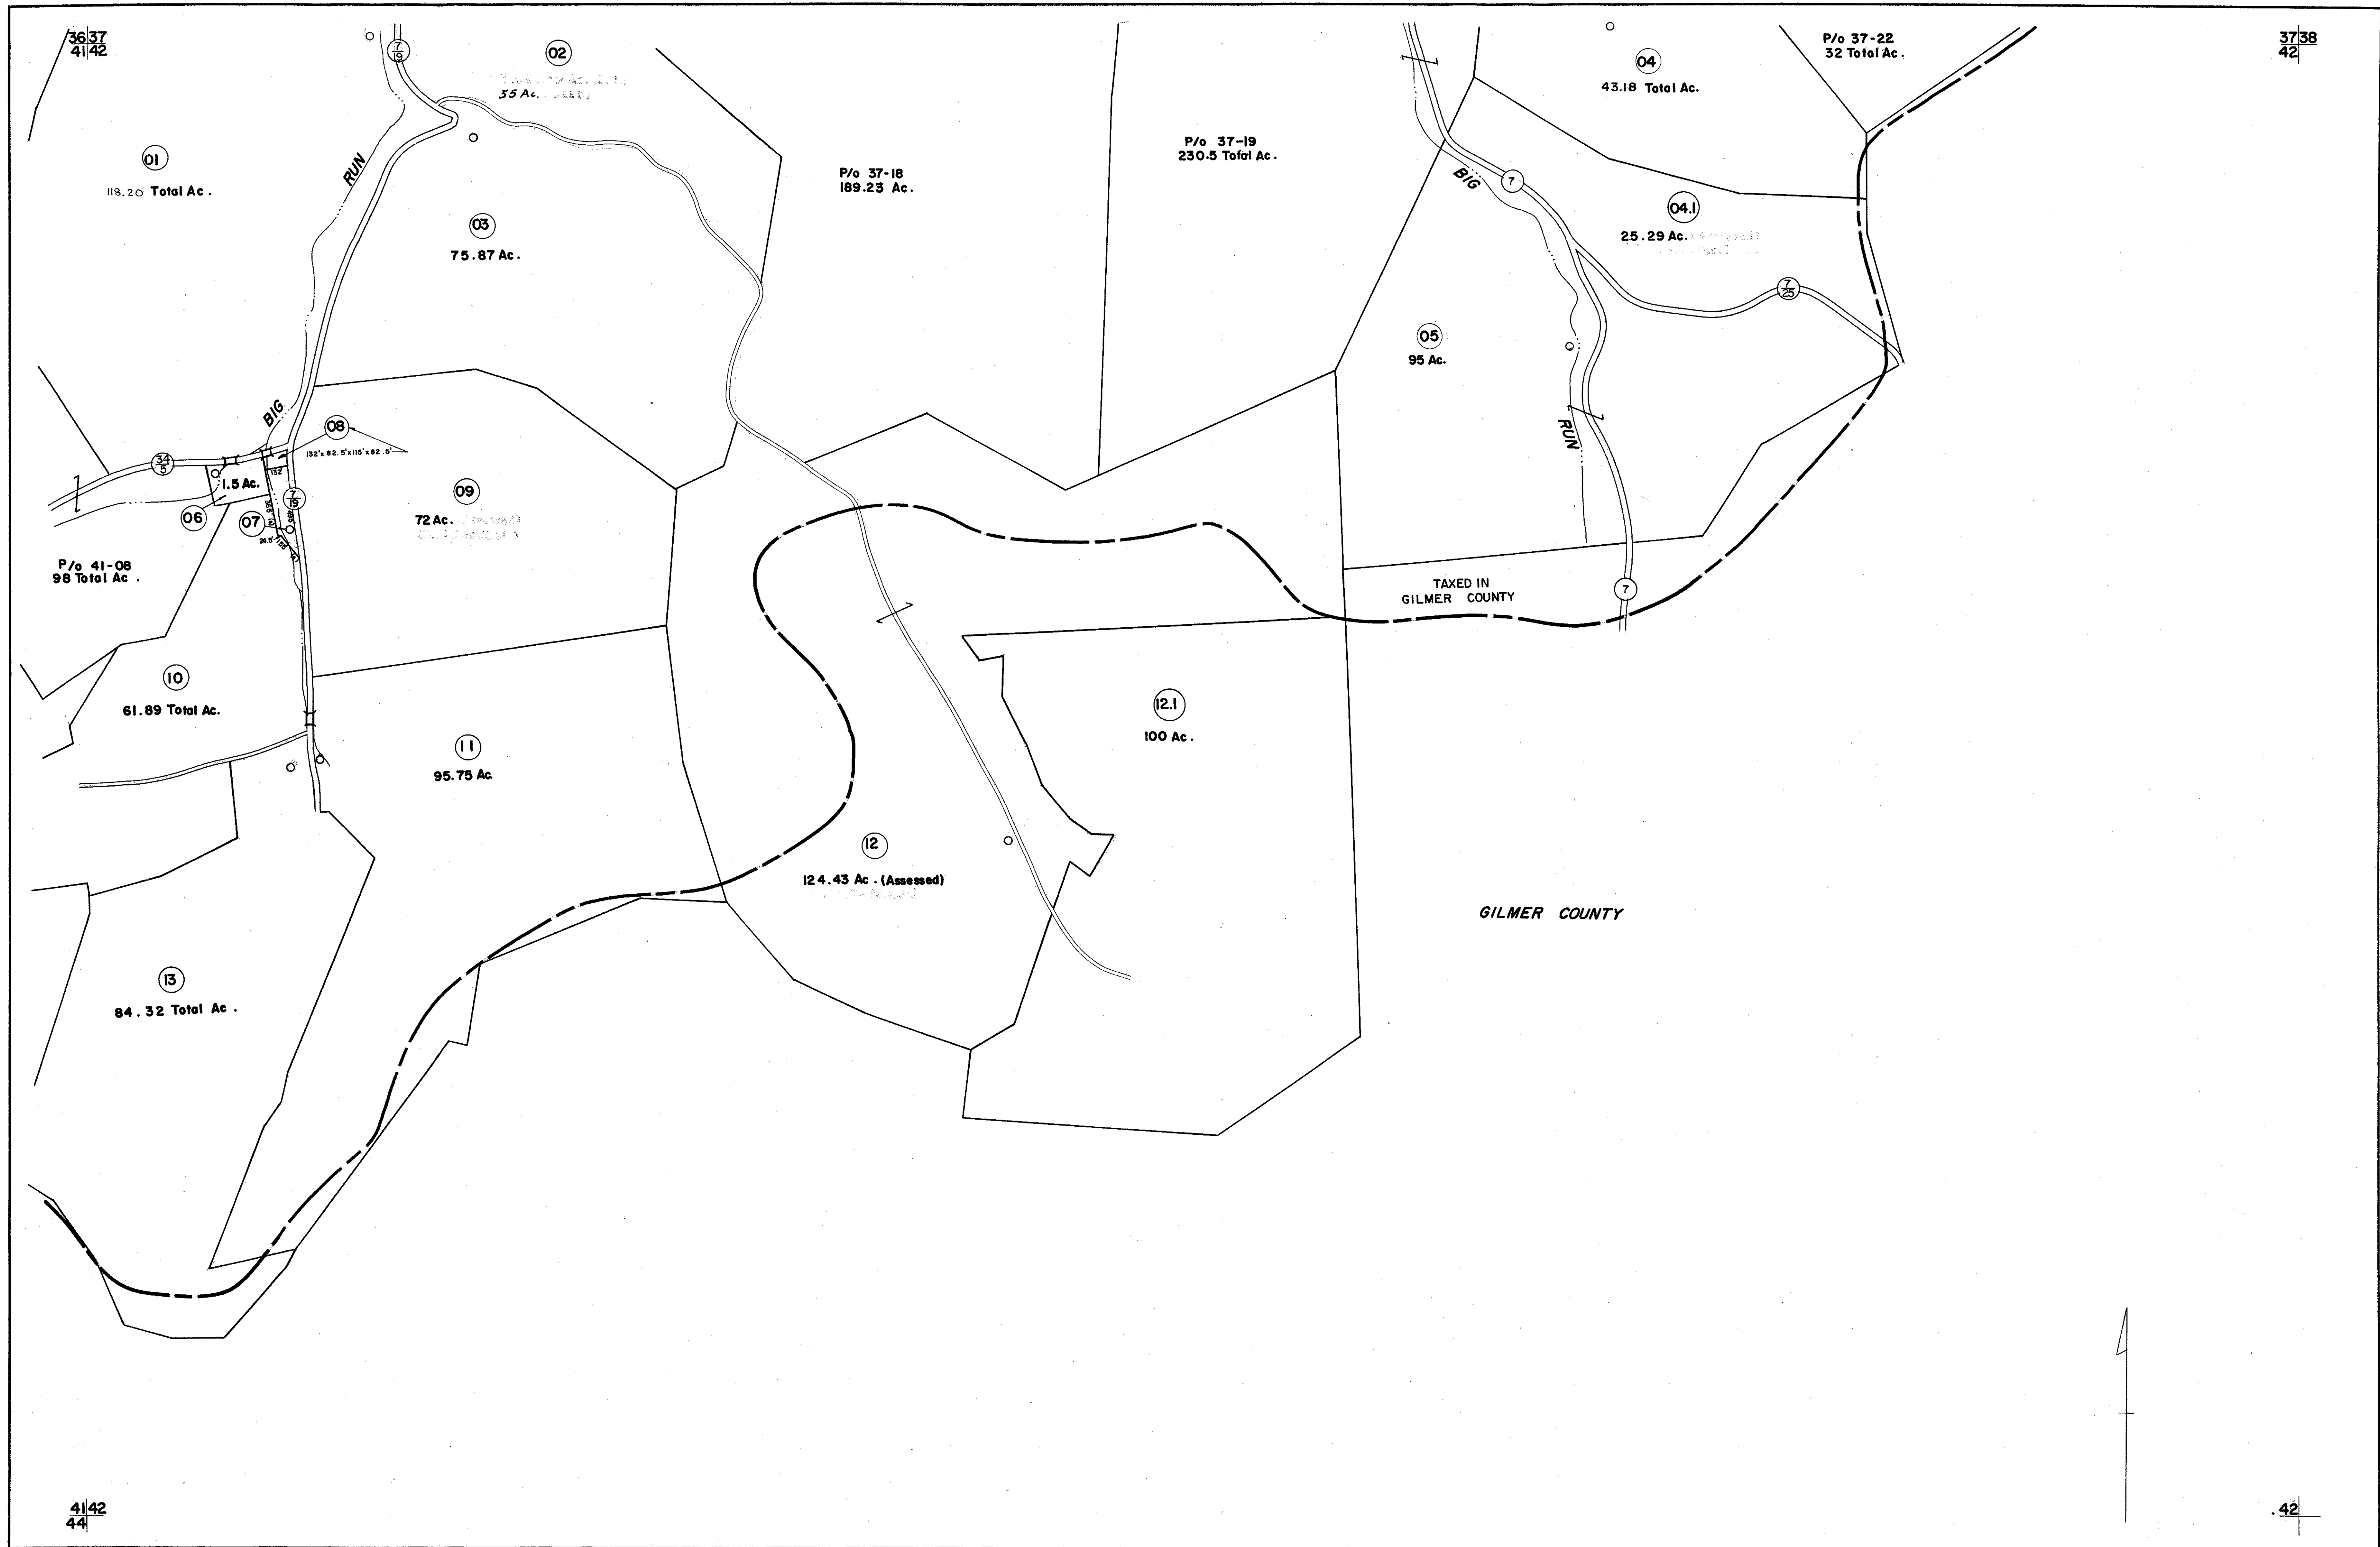 36 37
41 42
7
19
02
55 Ac.
04
43.18 Total Ac.
P/o 37-22
32 Total Ac.
37 38
42
01
118.20 Total Ac.
RUN
03
75.87 Ac.
P/o 37-18
189.23 Ac.
P/o 37-19
230.5 Total Ac.
BIG
7
04.1
25.29 Ac.
7
25
05
95 Ac.
BIG
08
132'x 82.5'x115'x82.5'
34
5
132'
1.5 Ac.
7
19
06
07
09
72 Ac.
RUN
P/o 41-08
98 Total Ac.
TAXED IN
GILMER COUNTY
7
10
61.89 Total Ac.
11
95.75 Ac.
12.1
100 Ac.
12
124.43 Ac. (Assessed)
GILMER COUNTY
13
84.32 Total Ac.
41 42
44
42